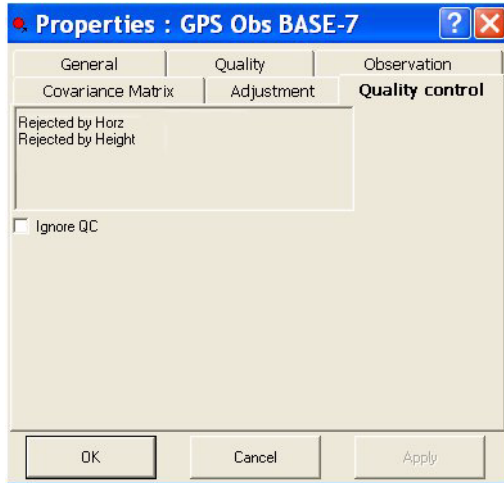 Properties : GPS Obs BASE-7
General Quality Observation
Covariance Matrix Adjustment Quality control
Rejected by Horz
Rejected by Height
Ignore QC
OK Cancel Apply